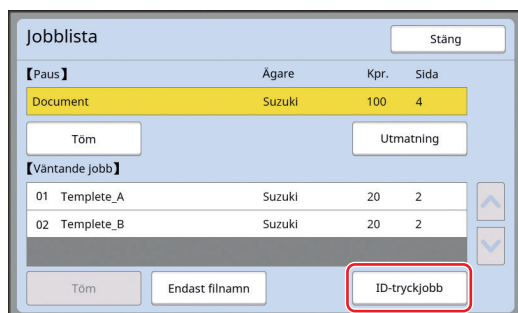 Jobblista Stäng
【Paus】 Ägare Kpr. Sida
Document Suzuki 100 4
Töm Utmatning
【Väntande jobb】
01 Templete_A Suzuki 20 2
02 Templete_B Suzuki 20 2
Töm Endast filnamn ID-tryckjobb